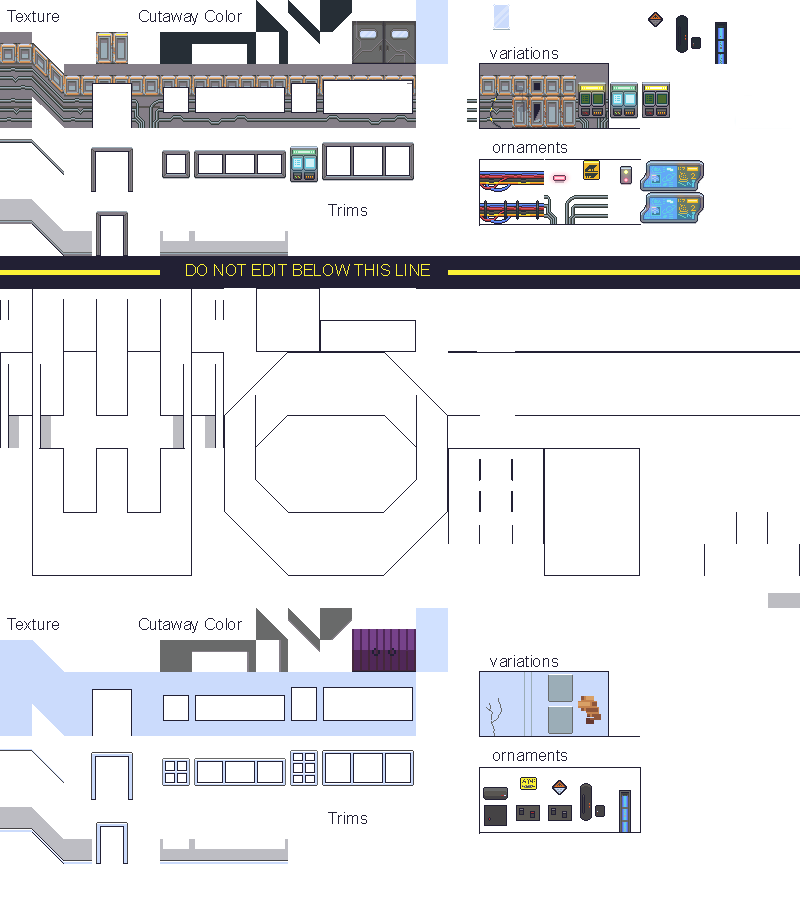 Texture
Cutaway Color
variations
ornaments
Trims
DO NOT EDIT BELOW THIS LINE
Texture
Cutaway Color
variations
ornaments
Trims